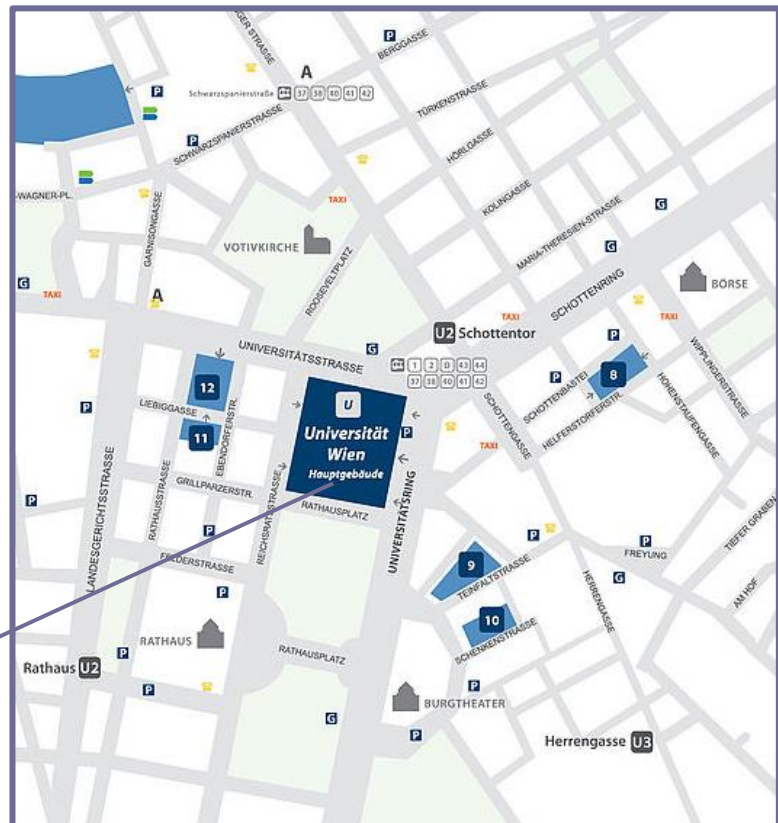 GER STRASSE
P
BERGGASSE
A
Schwarzspanierstraße 37 38 40 41 42
P
TÜRKENSTRASSE
SCHWARZSPANIERSTRASSE
P
HÖRLGASSE
-WAGNER-PL.
KOLINGASSE
TAXI
G
GARNISONGASSE
VOTIVKIRCHE
ROOSEVELTPLATZ
MARIA-THERESIEN-STRASSE
G
G
TAXI
A
SCHOTTENRING
BÖRSE
TAXI
TAXI
U2 Schottentor
UNIVERSITÄTSSTRASSE
G
P
1 2 D 43 44
37 38 40 41 42
WIPPLINGERSTRASSE
12
8
P
SCHOTTENBASTEI
HOHENSTAUFENGASSE
HELFERSTORFERSTR.
SCHOTTENGASSE
LIEBIGGASSE
P
11
EBENDORFERSTR.
U
Universität
Wien
Hauptgebäude
P
TAXI
GRILLPARZERSTR.
P
RATHAUSSTRASSE
REICHSRATSSTRASSE
RATHAUSPLATZ
UNIVERSITÄTSRING
LANDESGERICHTSSTRASSE
P
P
P
TIEFER GRABEN
FREYUNG
FELDERSTRASSE
9
TEINFALTSTRASSE
G
AM HOF
P
HERRENGASSE
10
SCHENKENSTRASSE
RATHAUS
RATHAUSPLATZ
Rathaus U2
P
P
P
G
BURGTHEATER
P
Herrengasse U3